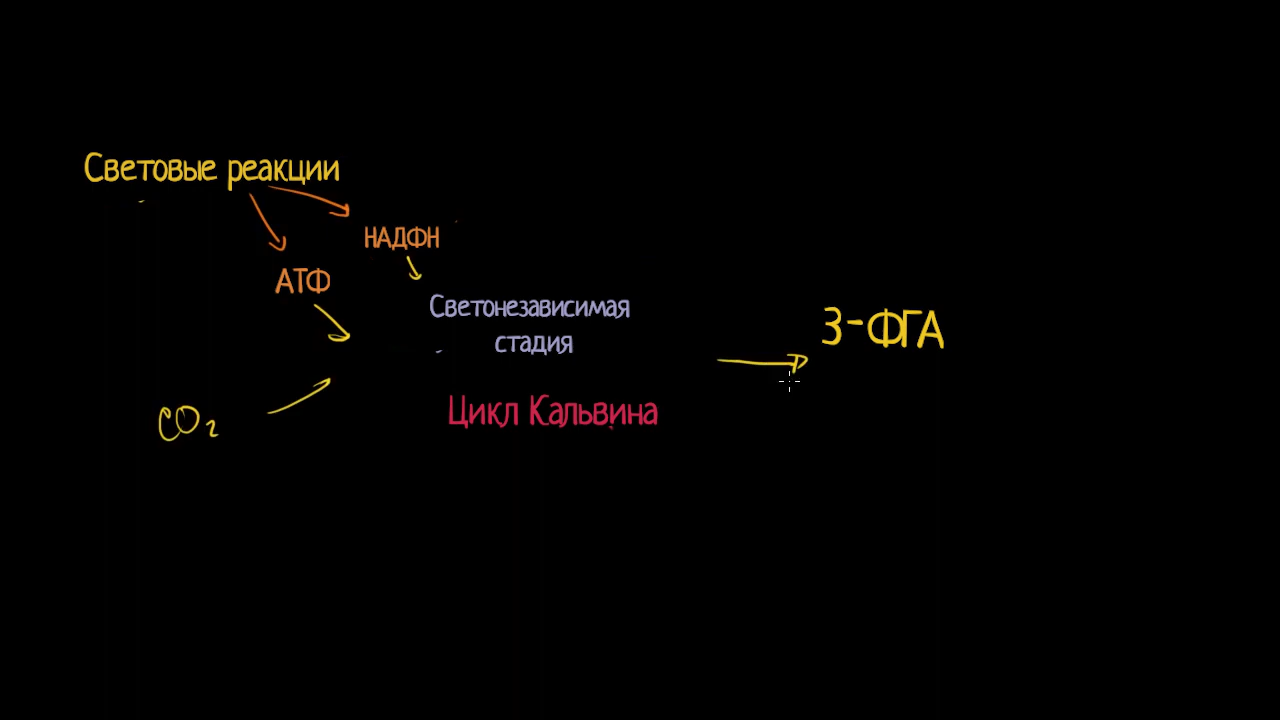 Световые реакции
НАДФН
АТФ
Светонезависимая
стадия
3-ФГА
Цикл Кальвина
CO₂